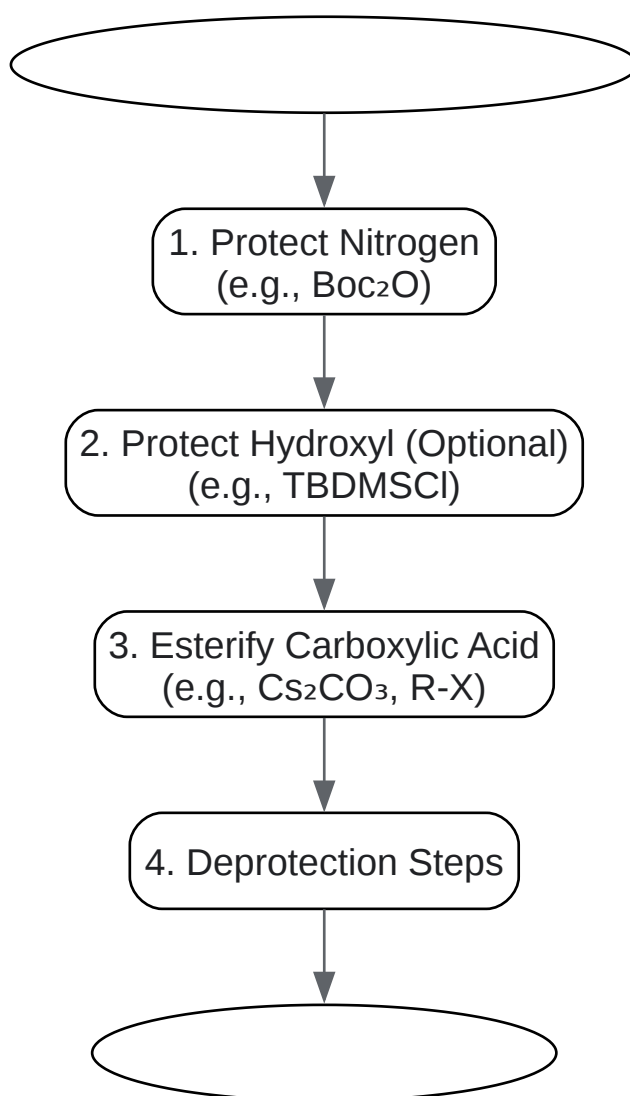 1. Protect Nitrogen
(e.g., Boc₂O)
2. Protect Hydroxyl (Optional)
(e.g., TBDMSCl)
3. Esterify Carboxylic Acid
(e.g., Cs₂CO₃, R-X)
4. Deprotection Steps